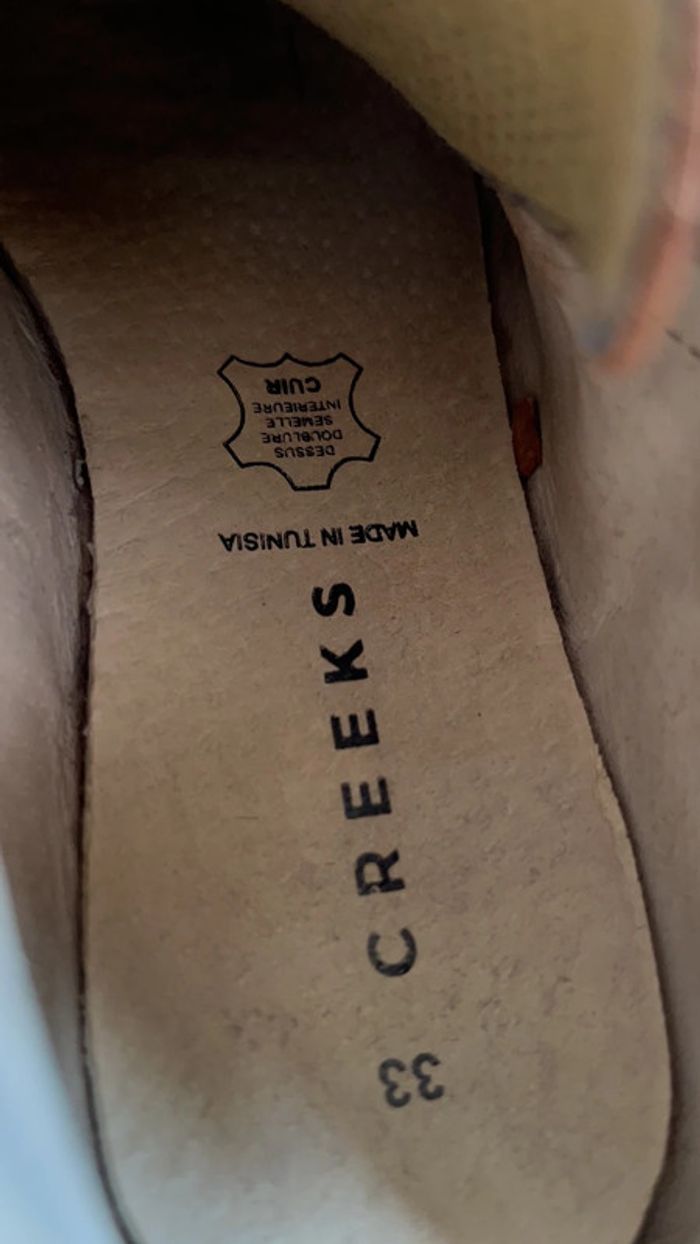 33
CREEKS
MADE IN TUNISIA
DESSUS
DOUBLURE
SEMELLE
INTERIEURE
CUIR